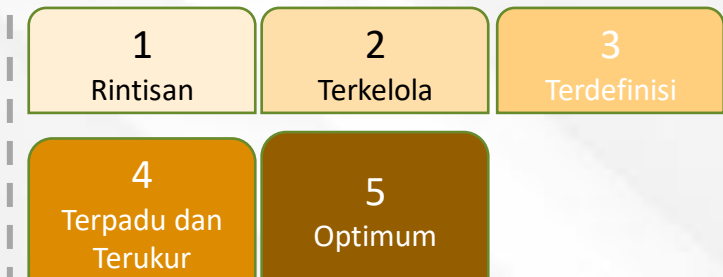 1
Rintisan
2
Terkelola
3
Terdefinisi
4
Terpadu dan
Terukur
5
Optimum